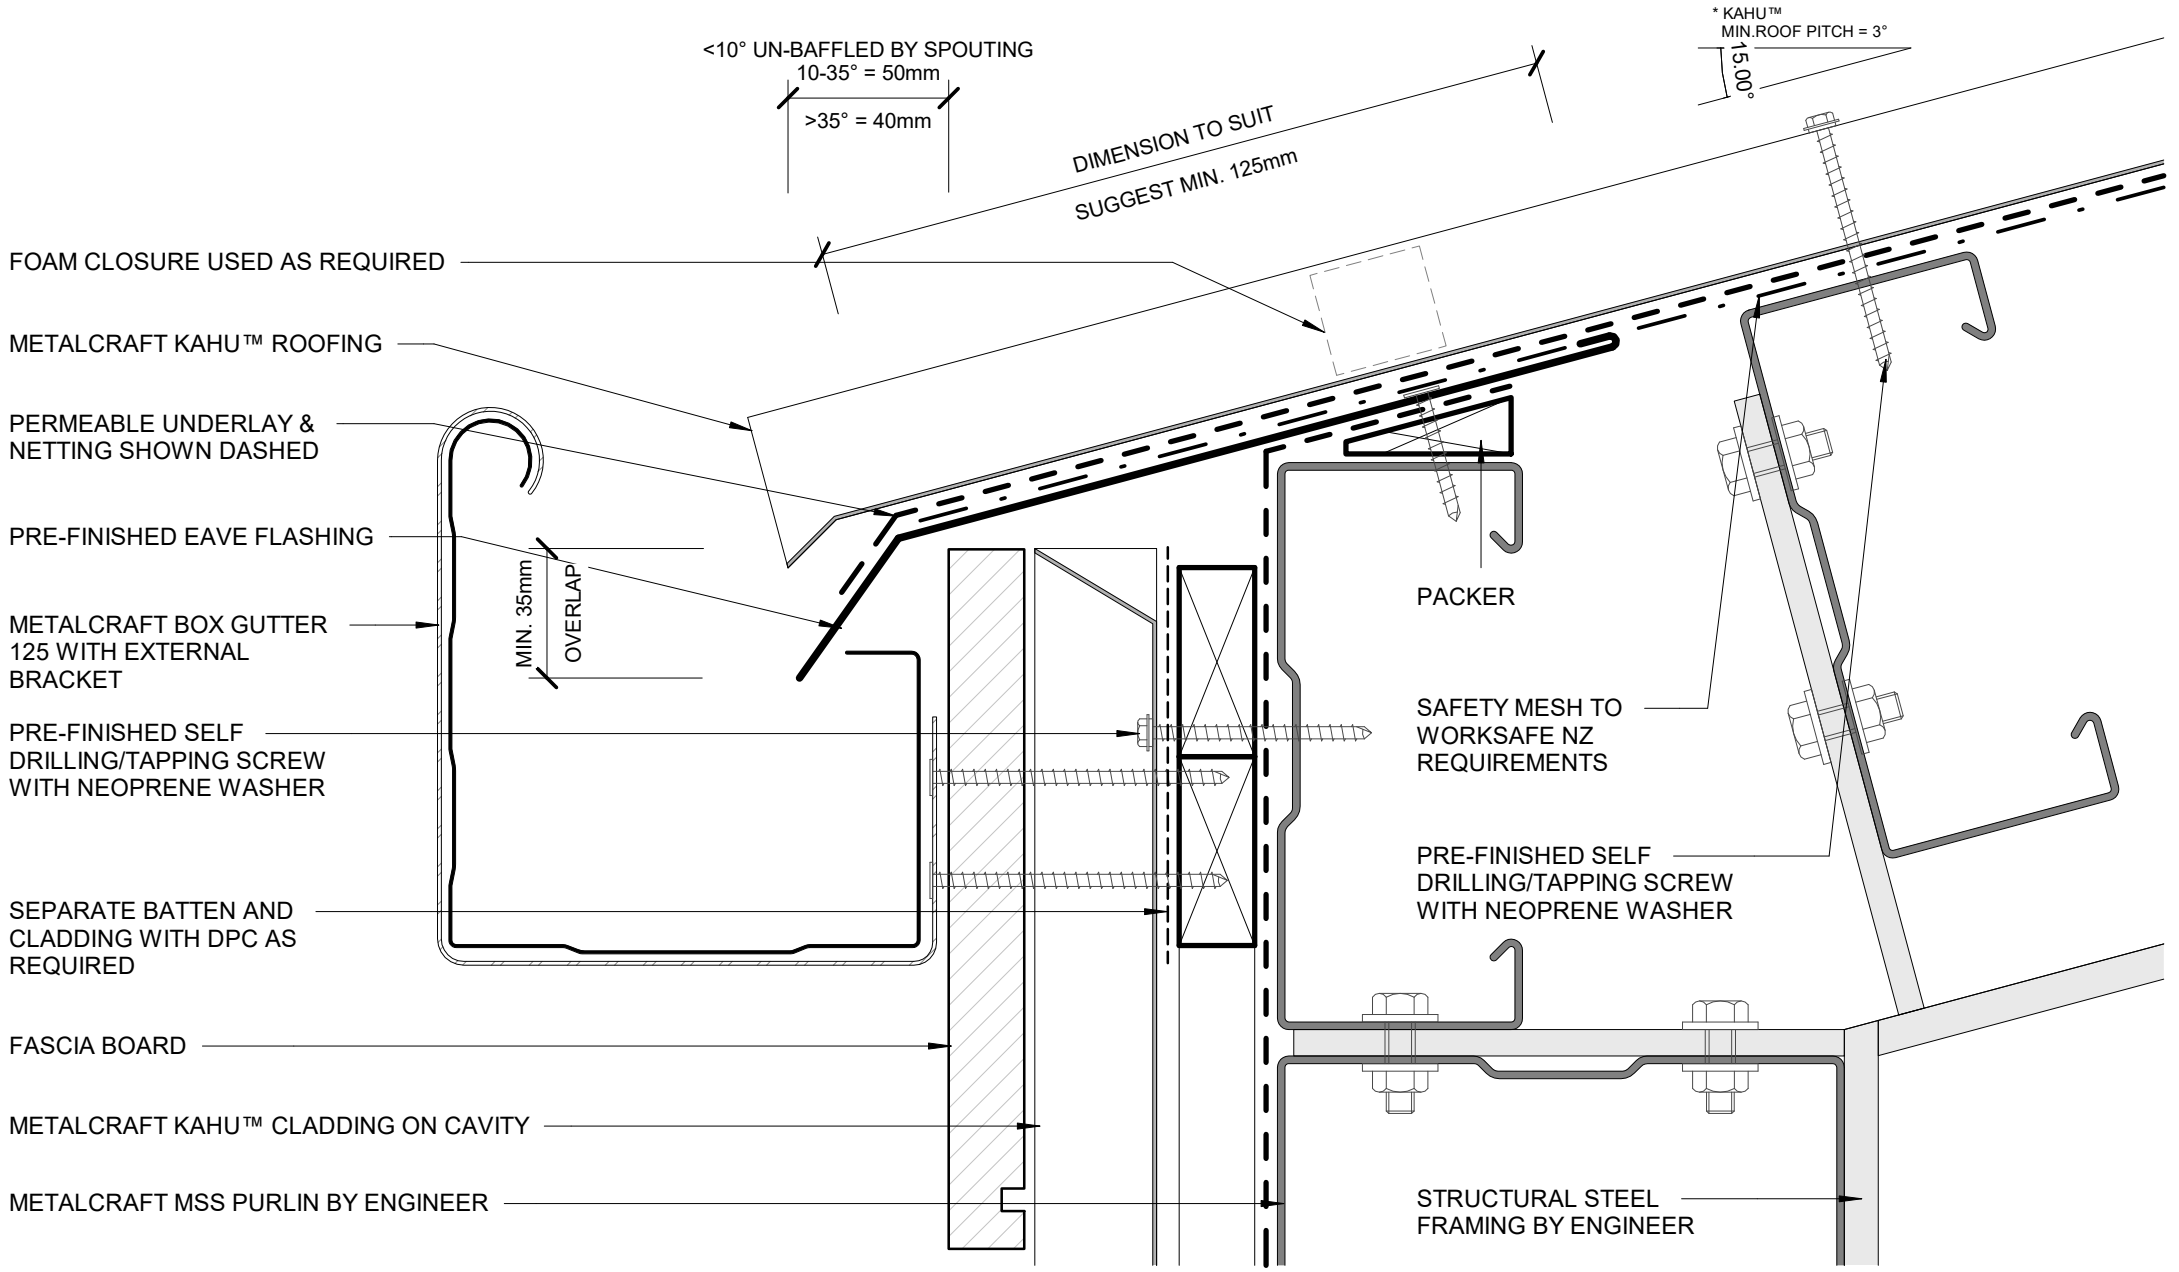 * KAHU™
MIN.ROOF PITCH = 3°
15.00°
<10° UN-BAFFLED BY SPOUTING
10-35° = 50mm
>35° = 40mm
DIMENSION TO SUIT
SUGGEST MIN. 125mm
FOAM CLOSURE USED AS REQUIRED
METALCRAFT KAHU™ ROOFING
PERMEABLE UNDERLAY &
NETTING SHOWN DASHED
PRE-FINISHED EAVE FLASHING
MIN. 35mm
OVERLAP
METALCRAFT BOX GUTTER
125 WITH EXTERNAL
BRACKET
PRE-FINISHED SELF
DRILLING/TAPPING SCREW
WITH NEOPRENE WASHER
SEPARATE BATTEN AND
CLADDING WITH DPC AS
REQUIRED
FASCIA BOARD
METALCRAFT KAHU™ CLADDING ON CAVITY
METALCRAFT MSS PURLIN BY ENGINEER
PACKER
SAFETY MESH TO
WORKSAFE NZ
REQUIREMENTS
PRE-FINISHED SELF
DRILLING/TAPPING SCREW
WITH NEOPRENE WASHER
STRUCTURAL STEEL
FRAMING BY ENGINEER